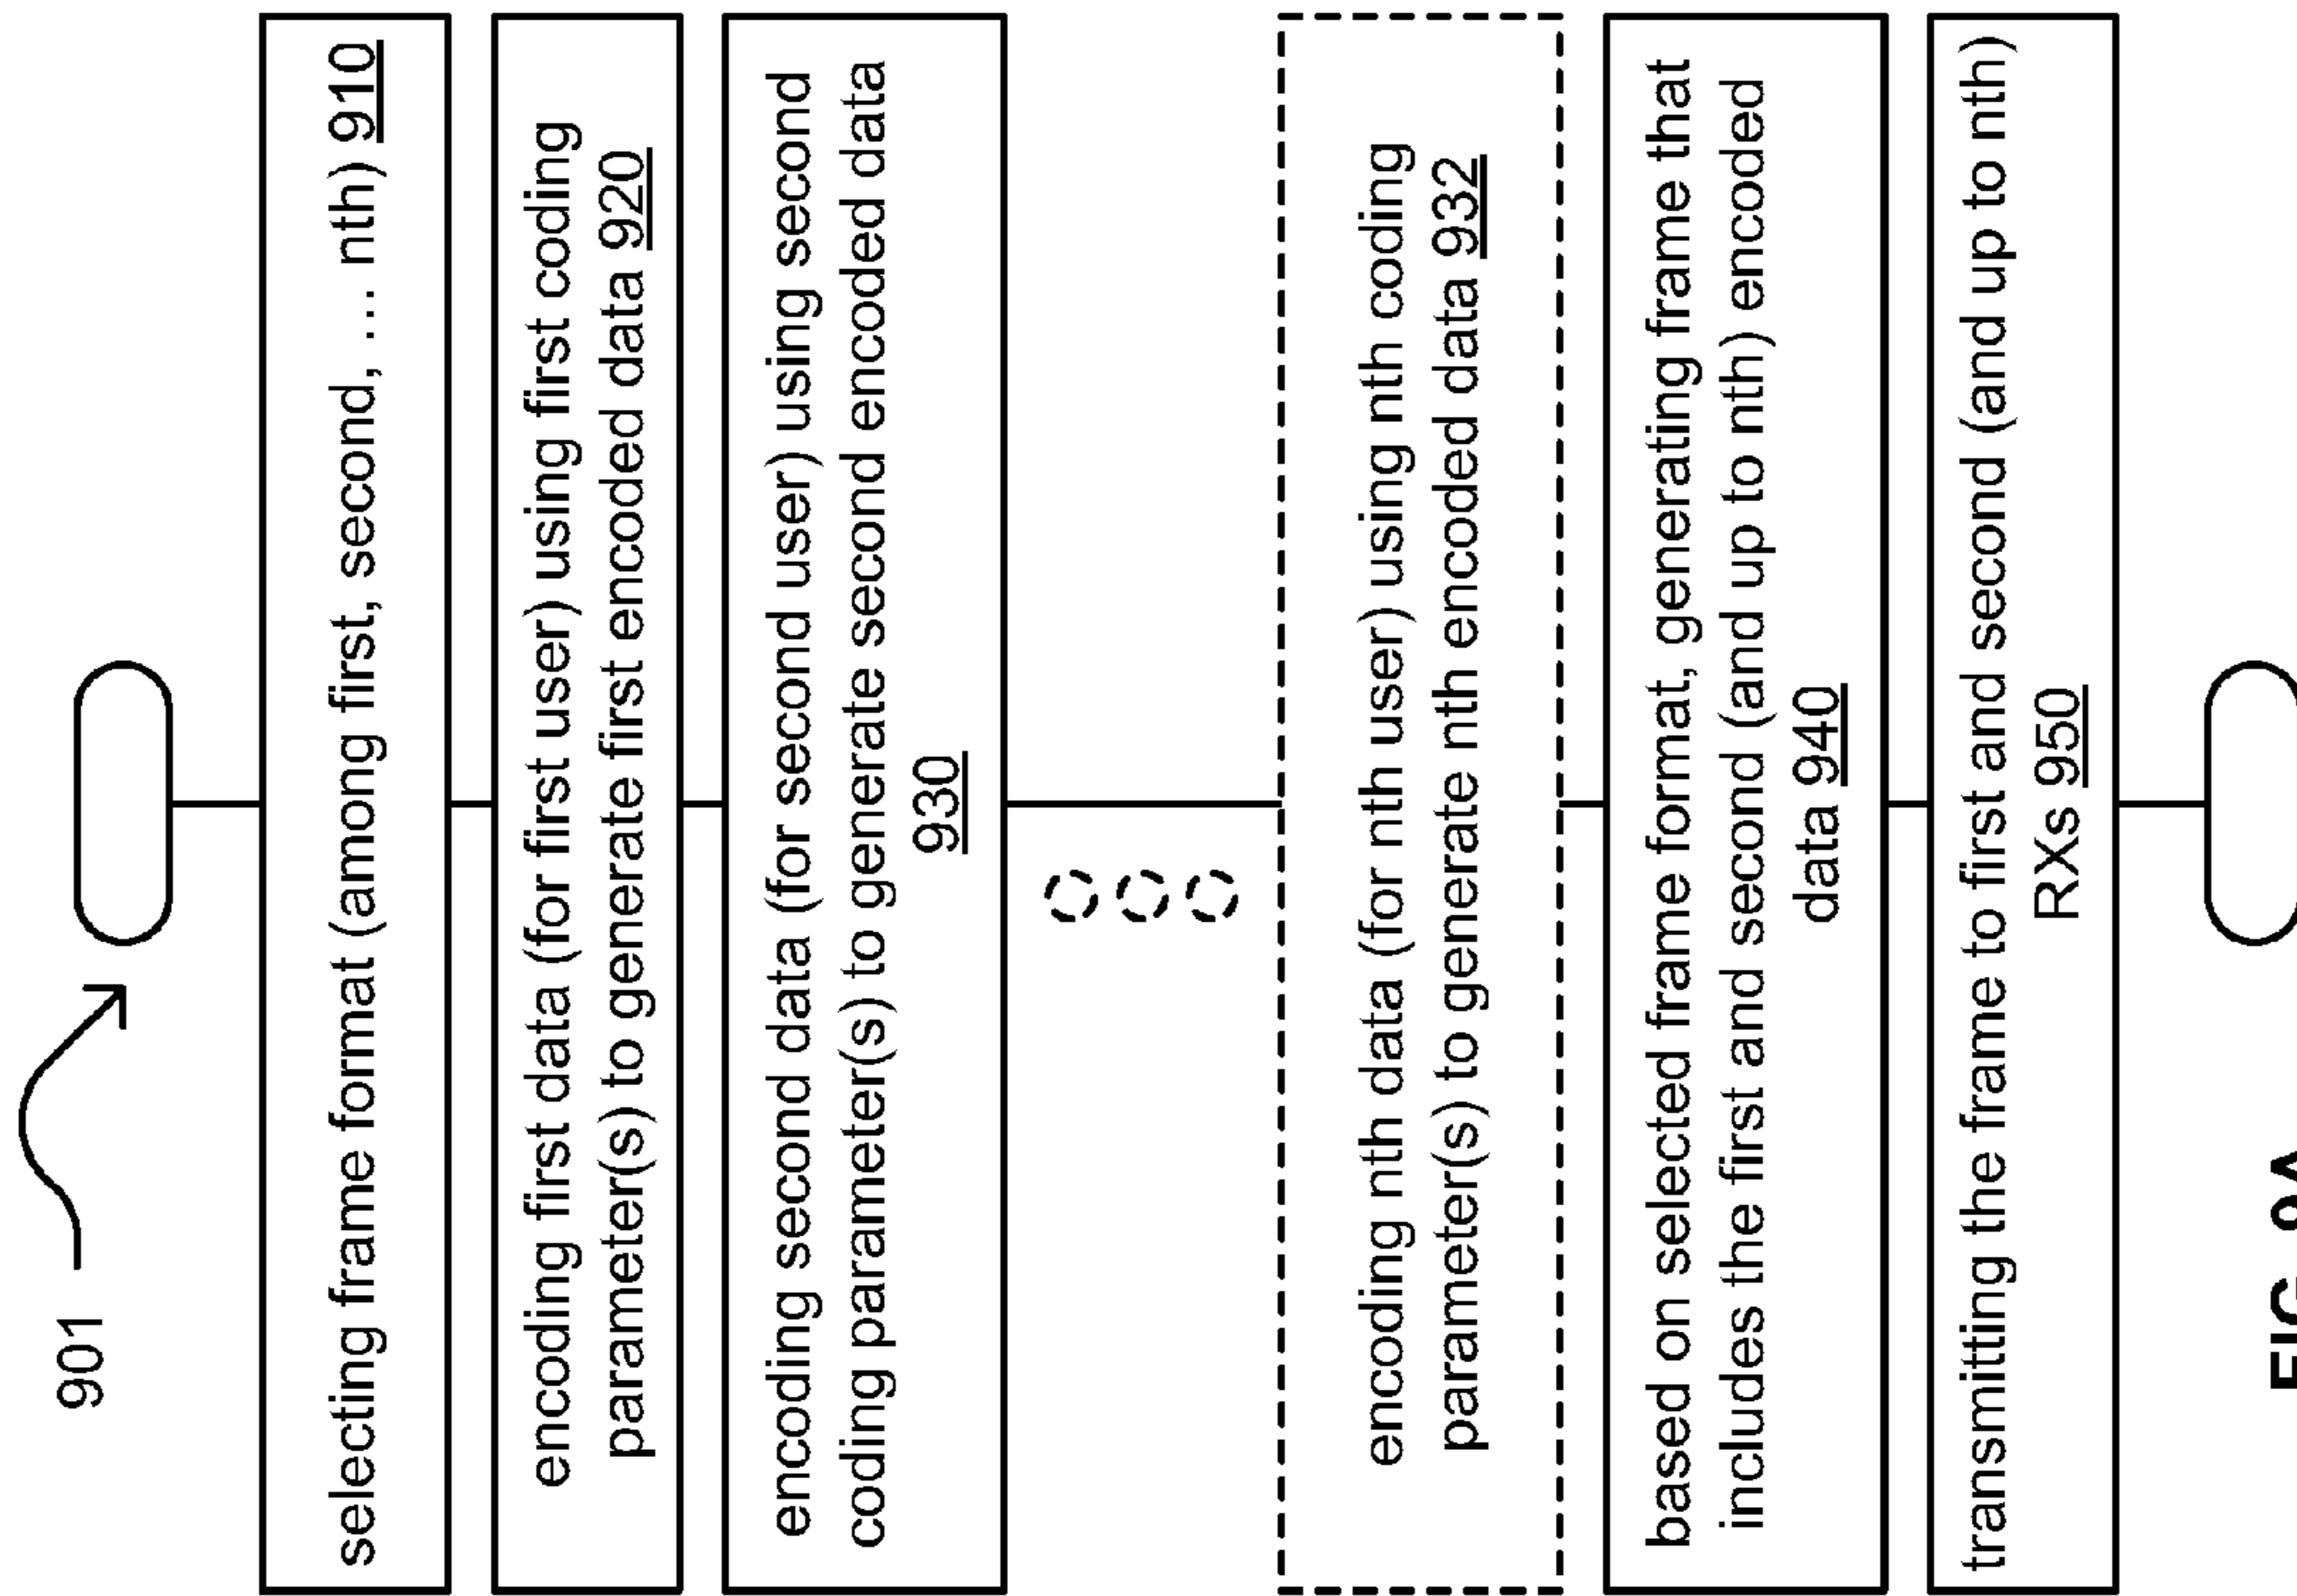 901
selecting frame format (among first, second, … nth) 910
encoding first data (for first user) using first coding
parameter(s) to generate first encoded data 920
encoding second data (for second user) using second
coding parameter(s) to generate second encoded data
930
encoding nth data (for nth user) using nth coding
parameter(s) to generate nth encoded data 932
based on selected frame format, generating frame that
includes the first and second (and up to nth) encoded
data 940
transmitting the frame to first and second (and up to nth)
RXs 950
FIG. 9A